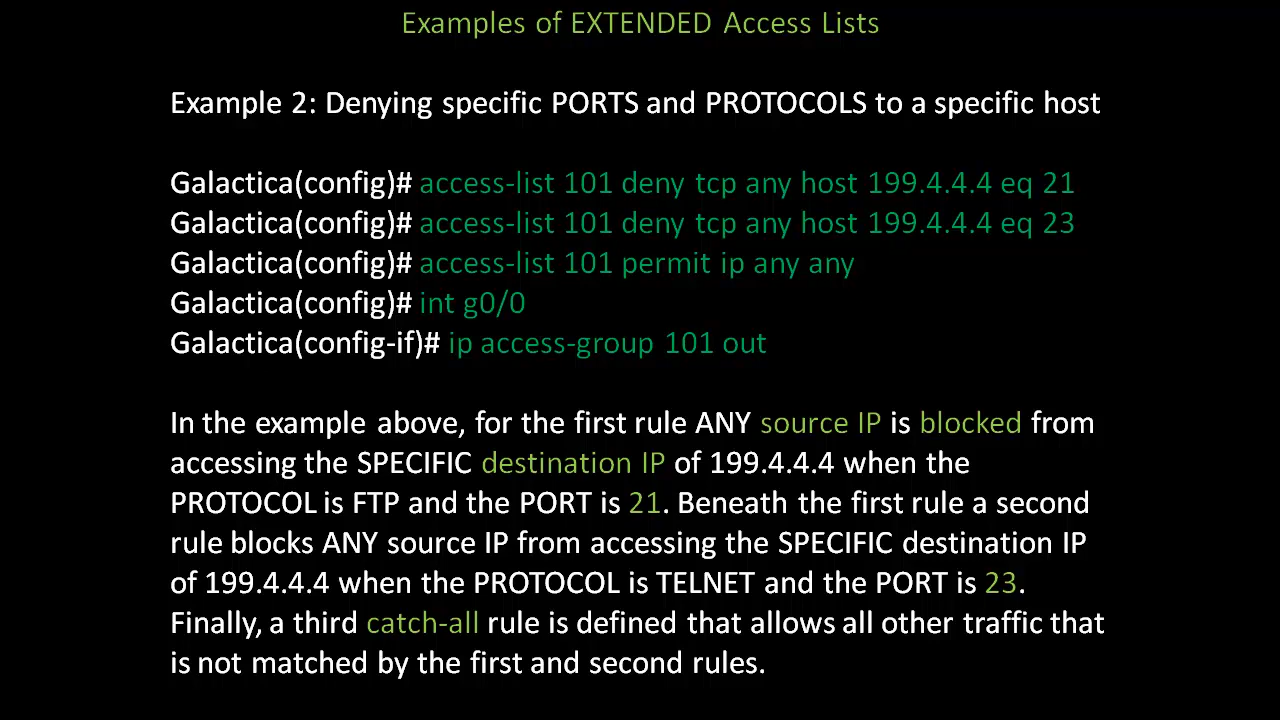 Examples of EXTENDED Access Lists
Example 2: Denying specific PORTS and PROTOCOLS to a specific host
Galactica(config)# access-list 101 deny tcp any host 199.4.4.4 eq 21
Galactica(config)# access-list 101 deny tcp any host 199.4.4.4 eq 23
Galactica(config)# access-list 101 permit ip any any
Galactica(config)# int g0/0
Galactica(config-if)# ip access-group 101 out
In the example above, for the first rule ANY source IP is blocked from
accessing the SPECIFIC destination IP of 199.4.4.4 when the
PROTOCOL is FTP and the PORT is 21. Beneath the first rule a second
rule blocks ANY source IP from accessing the SPECIFIC destination IP
of 199.4.4.4 when the PROTOCOL is TELNET and the PORT is 23.
Finally, a third catch-all rule is defined that allows all other traffic that
is not matched by the first and second rules.